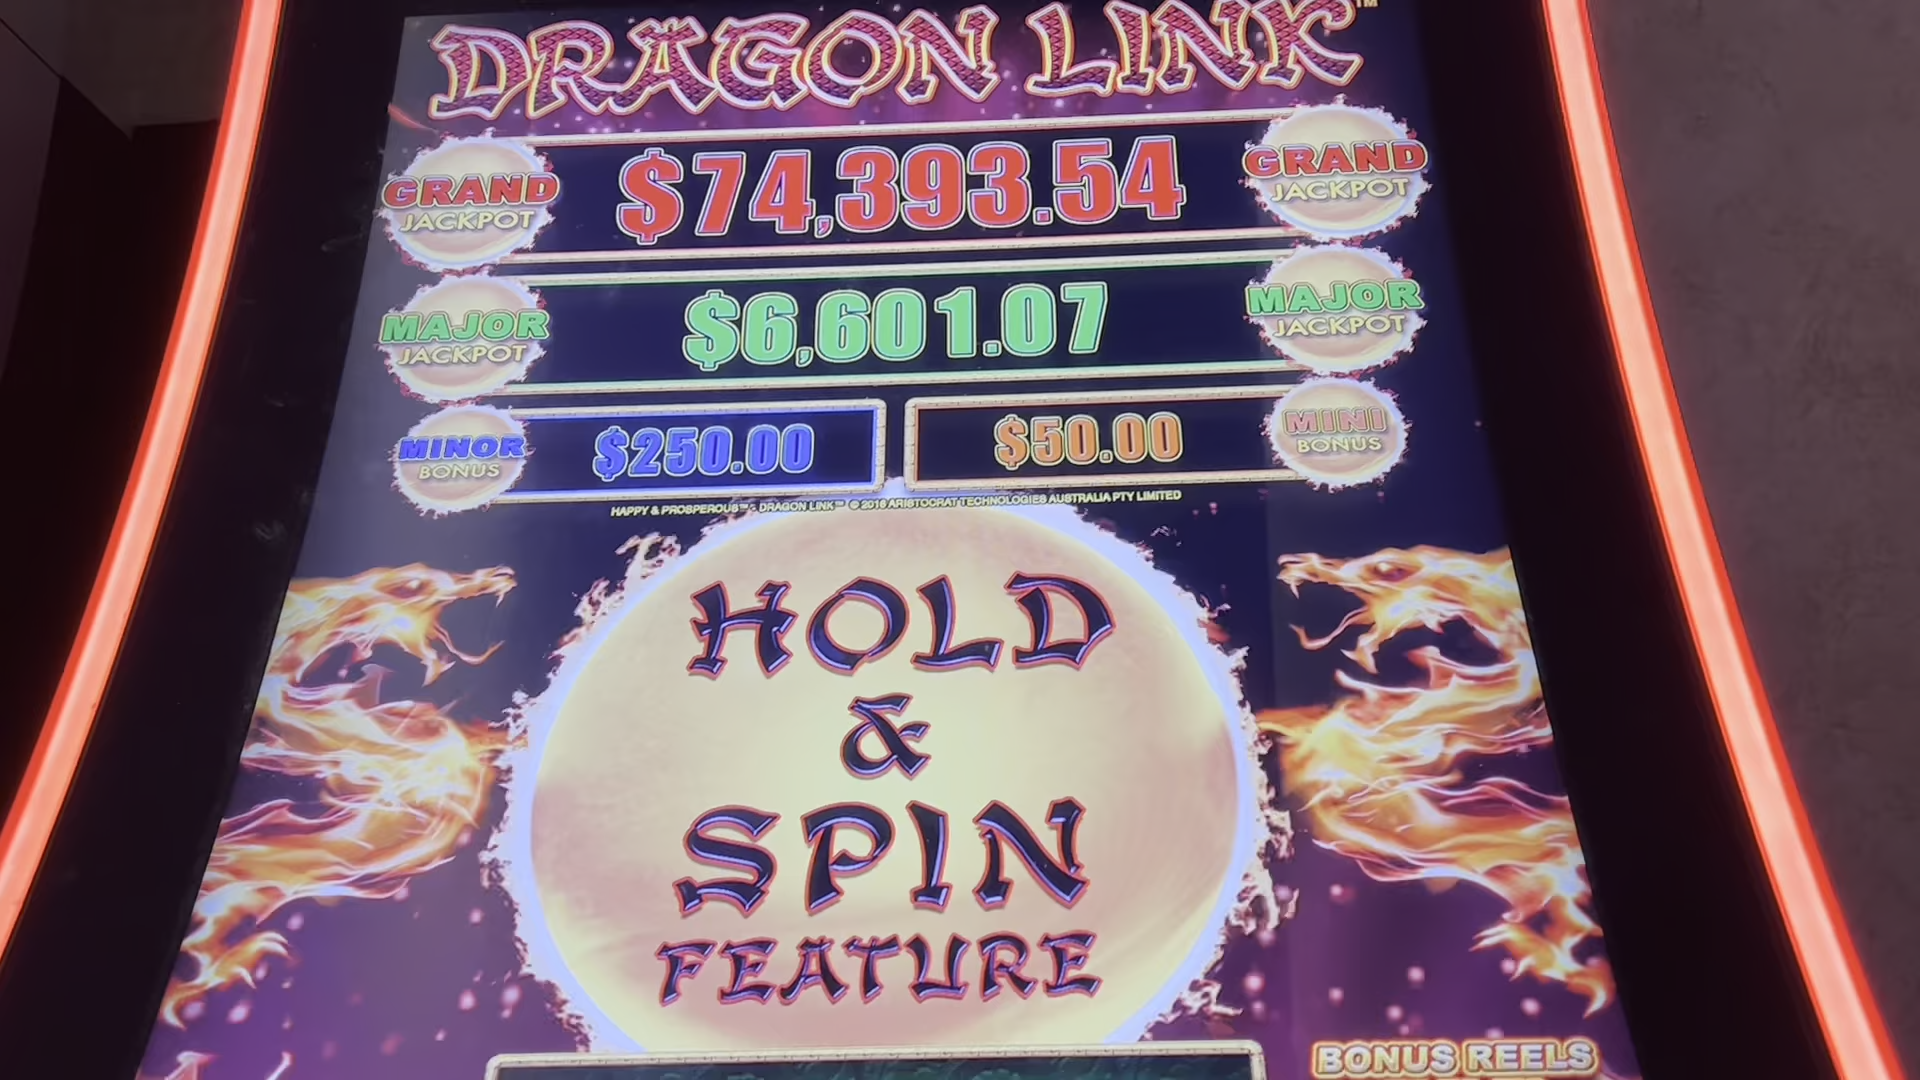 DRAGON LINK™
GRAND JACKPOT
$74,393.54
GRAND JACKPOT
MAJOR JACKPOT
$6,601.07
MAJOR JACKPOT
MINOR BONUS
$250.00
$50.00
MINI BONUS
HAPPY & PROSPEROUS™ - DRAGON LINK™ © 2016 ARISTOCRAT TECHNOLOGIES AUSTRALIA PTY LIMITED
HOLD
&
SPIN
FEATURE
BONUS REELS